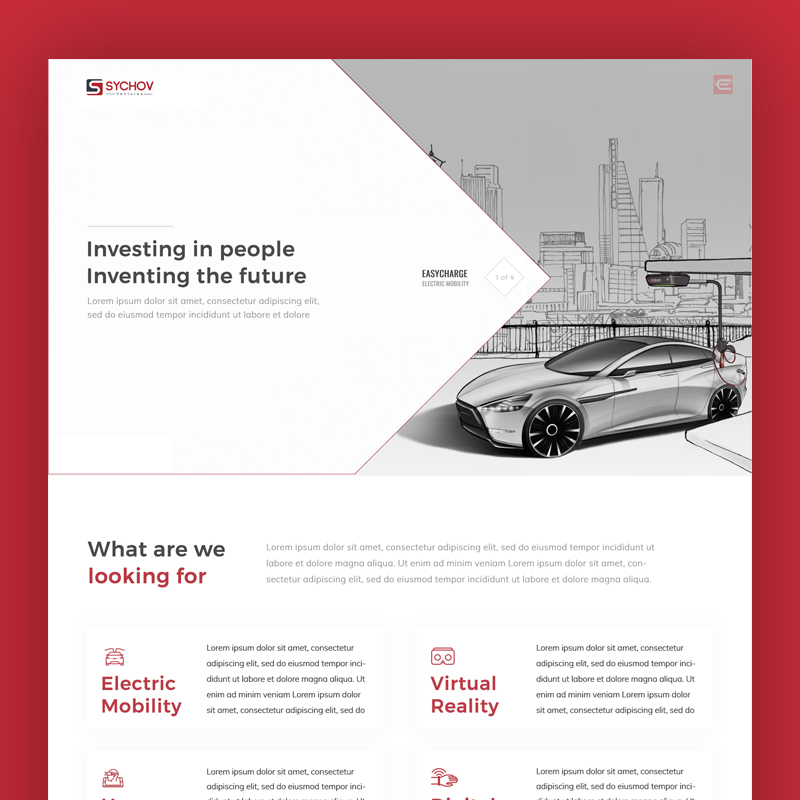 SYCHOV
Ventures
Investing in people
Inventing the future
Lorem ipsum dolor sit amet, consectetur adipiscing elit,
sed do eiusmod tempor incididunt ut labore et dolore
EASYCHARGE
ELECTRIC MOBILITY
1 of 4
What are we
looking for
Lorem ipsum dolor sit amet, consectetur adipiscing elit, sed do eiusmod tempor incididunt ut
labore et dolore magna aliqua. Ut enim ad minim veniam Lorem ipsum dolor sit amet, con-
sectetur adipiscing elit, sed do eiusmod tempor incididunt ut labore et dolore magna aliqua.
Electric
Mobility
Lorem ipsum dolor sit amet, consectetur
adipiscing elit, sed do eiusmod tempor inci-
didunt ut labore et dolore magna aliqua. Ut
enim ad minim veniam Lorem ipsum dolor
sit amet, consectetur adipiscing elit, sed do
Virtual
Reality
Lorem ipsum dolor sit amet, consectetur
adipiscing elit, sed do eiusmod tempor inci-
didunt ut labore et dolore magna aliqua. Ut
enim ad minim veniam Lorem ipsum dolor
sit amet, consectetur adipiscing elit, sed do
Lorem ipsum dolor sit amet, consectetur
adipiscing elit, sed do eiusmod tempor inci-
Digital
Lorem ipsum dolor sit amet, consectetur
adipiscing elit, sed do eiusmod tempor inci-